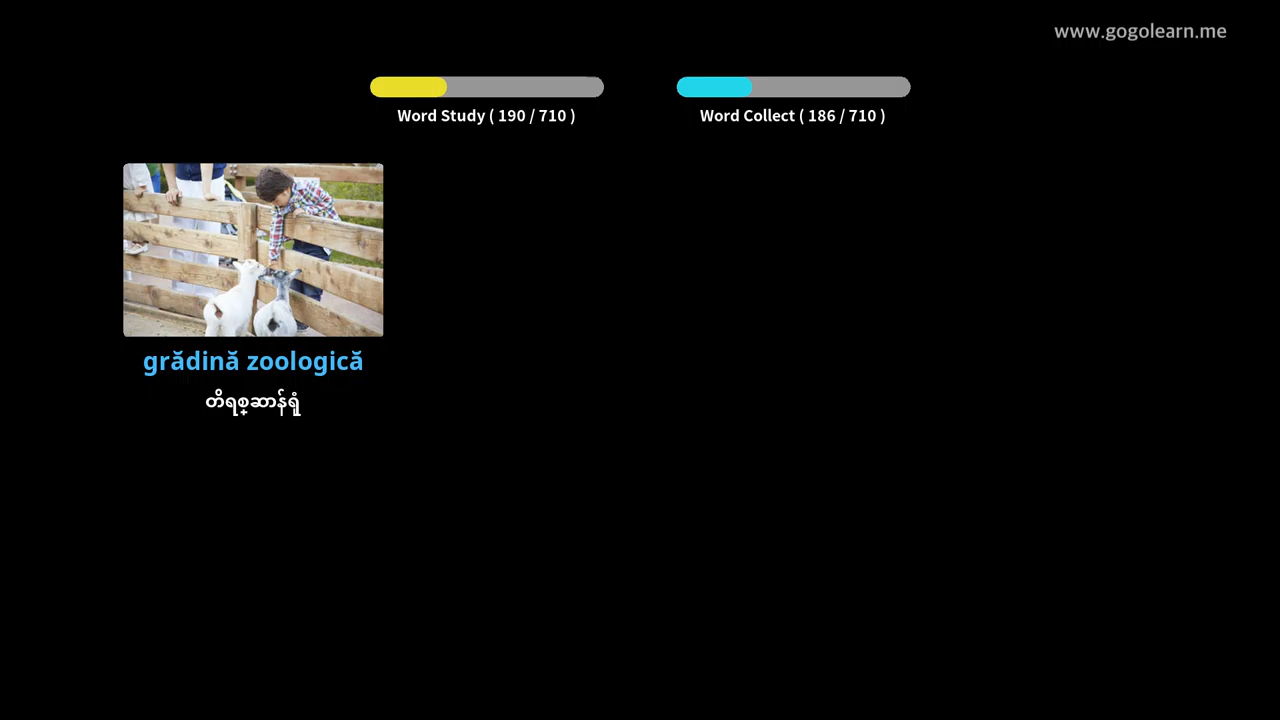 www.gogolearn.me
Word Study ( 190 / 710 )
Word Collect ( 186 / 710 )
grădină zoologică
တိရစ္ဆာန်ရုံ